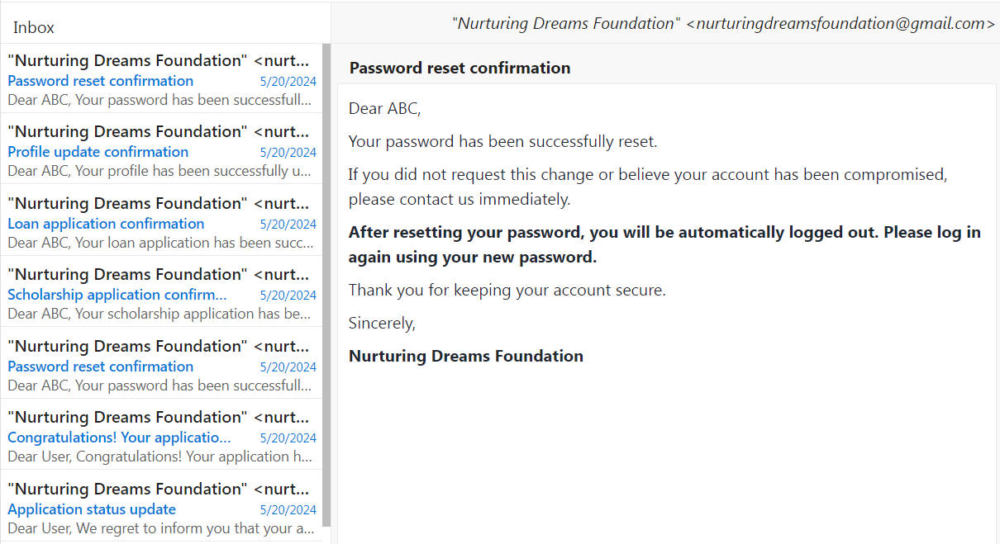 Inbox
"Nurturing Dreams Foundation" <nurt...
Password reset confirmation 5/20/2024
Dear ABC, Your password has been successfull...
"Nurturing Dreams Foundation" <nurt...
Profile update confirmation 5/20/2024
Dear ABC, Your profile has been successfully u...
"Nurturing Dreams Foundation" <nurt...
Loan application confirmation 5/20/2024
Dear ABC, Your loan application has been succ...
"Nurturing Dreams Foundation" <nurt...
Scholarship application confirm... 5/20/2024
Dear ABC, Your scholarship application has be...
"Nurturing Dreams Foundation" <nurt...
Password reset confirmation 5/20/2024
Dear ABC, Your password has been successfull...
"Nurturing Dreams Foundation" <nurt...
Congratulations! Your applicatio... 5/20/2024
Dear User, Congratulations! Your application h...
"Nurturing Dreams Foundation" <nurt...
Application status update 5/20/2024
Dear User, We regret to inform you that your a...
"Nurturing Dreams Foundation" <nurturingdreamsfoundation@gmail.com>
Password reset confirmation
Dear ABC,
Your password has been successfully reset.
If you did not request this change or believe your account has been compromised,
please contact us immediately.
After resetting your password, you will be automatically logged out. Please log in
again using your new password.
Thank you for keeping your account secure.
Sincerely,
Nurturing Dreams Foundation